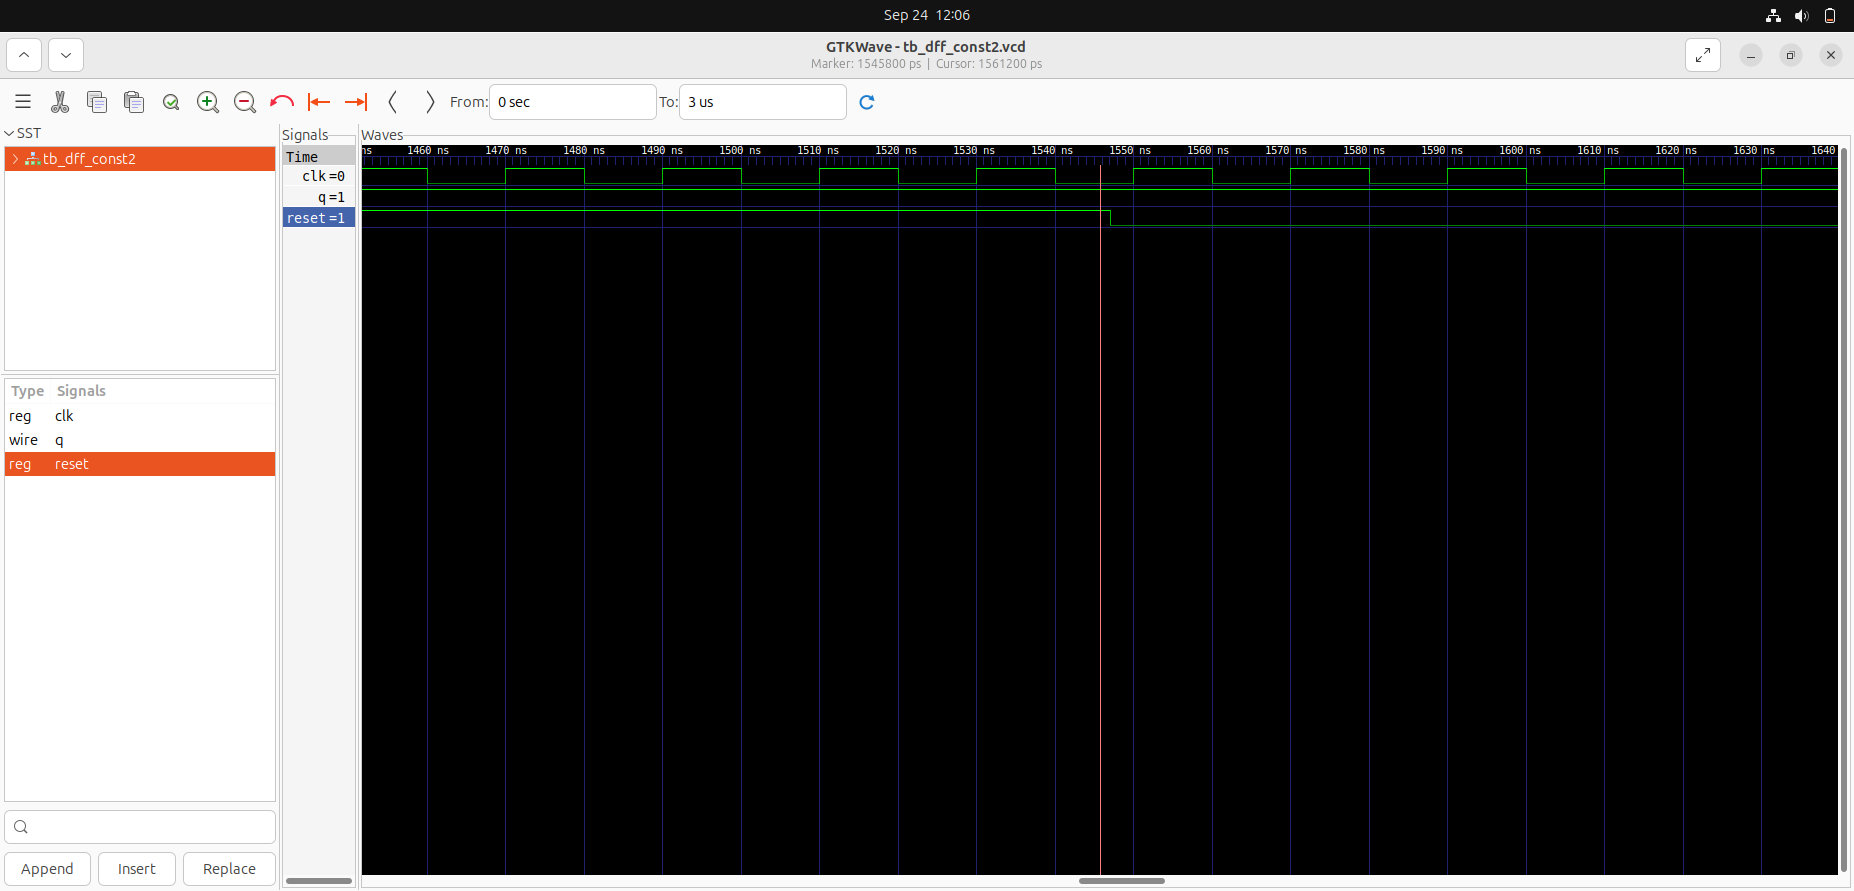 Sep 24 12:06
GTKWave - tb_dff_const2.vcd
Marker: 1545800 ps | Cursor: 1561200 ps
From: 0 sec To: 3 us
SST
tb_dff_const2
Type Signals
reg clk
wire q
reg reset
Append Insert Replace
Signals
Time
clk =0
q =1
reset =1
Waves
ns 1460 ns 1470 ns 1480 ns 1490 ns 1500 ns 1510 ns 1520 ns 1530 ns 1540 ns 1550 ns 1560 ns 1570 ns 1580 ns 1590 ns 1600 ns 1610 ns 1620 ns 1630 ns 1640